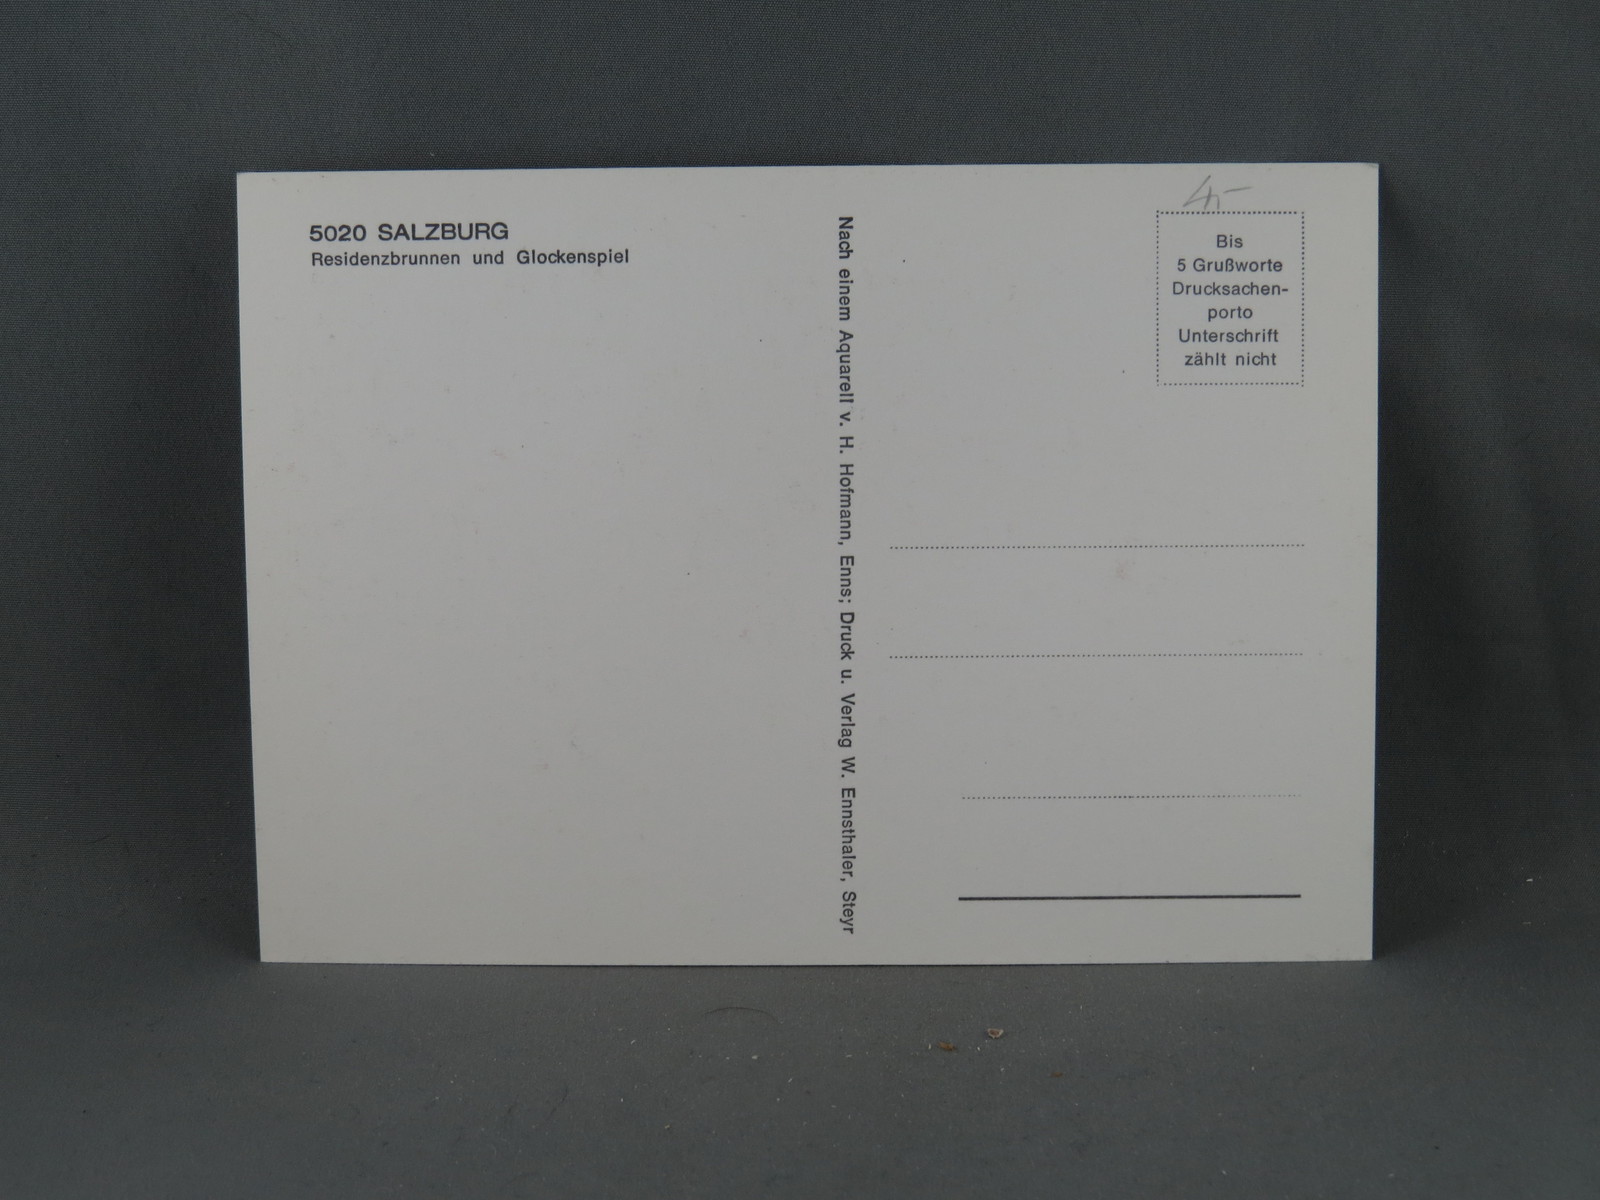 5020 SALZBURG
Residenzbrunnen und Glockenspiel
Nach einem Aquarell v. H. Hofmann, Enns; Druck u. Verlag W. Ennsthaler, Steyr
4,-
Bis
5 Grußworte
Drucksachen-
porto
Unterschrift
zählt nicht